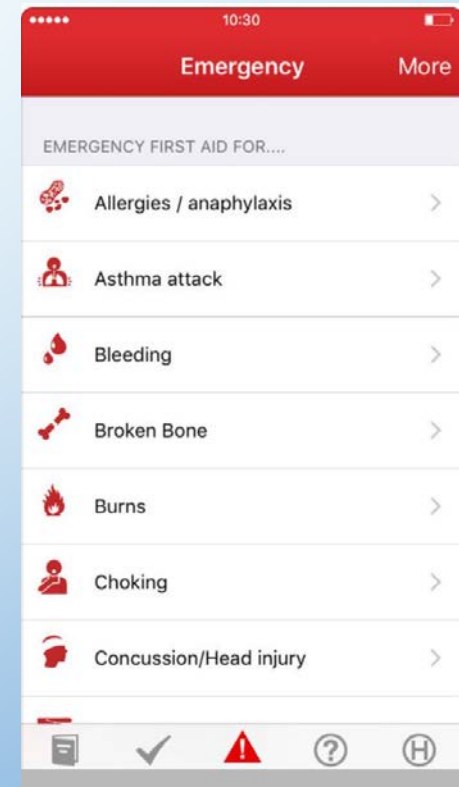 10:30
Emergency More
EMERGENCY FIRST AID FOR....
Allergies / anaphylaxis
Asthma attack
Bleeding
Broken Bone
Burns
Choking
Concussion/Head injury
?
H